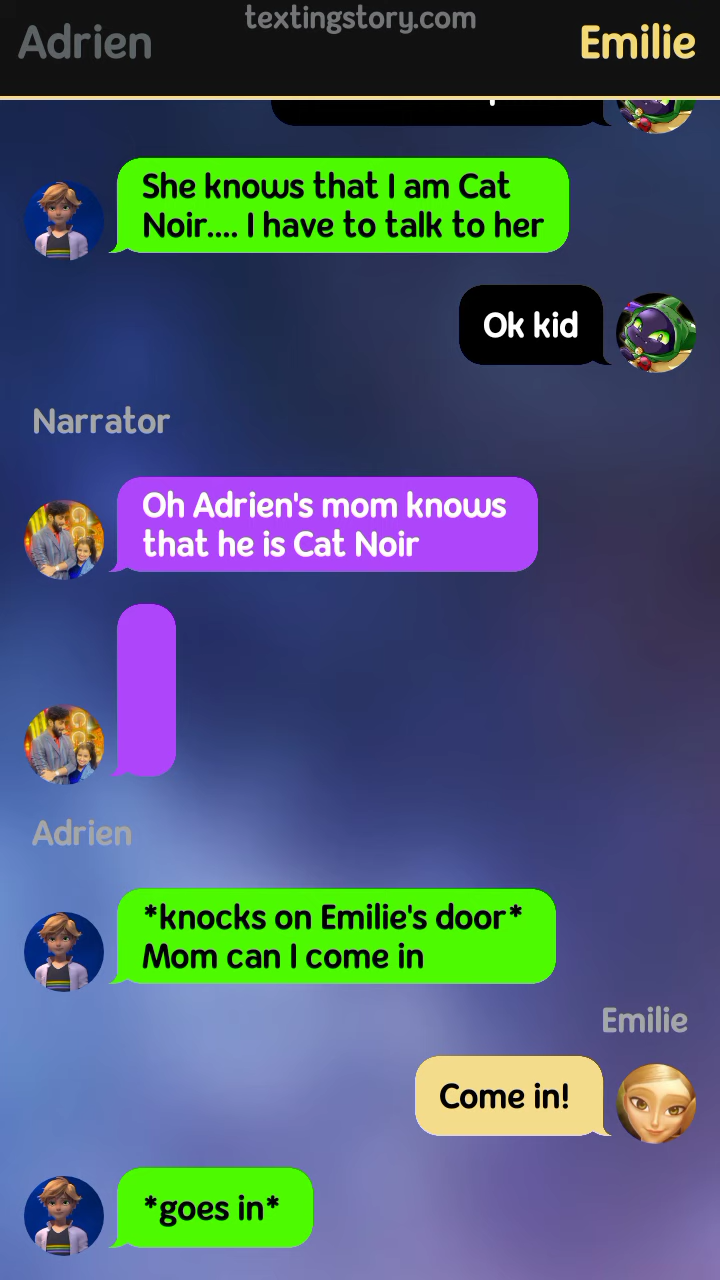 textingstory.com
Adrien
Emilie
She knows that I am Cat
Noir.... I have to talk to her
Ok kid
Narrator
Oh Adrien's mom knows
that he is Cat Noir
Adrien
*knocks on Emilie's door*
Mom can I come in
Emilie
Come in!
*goes in*